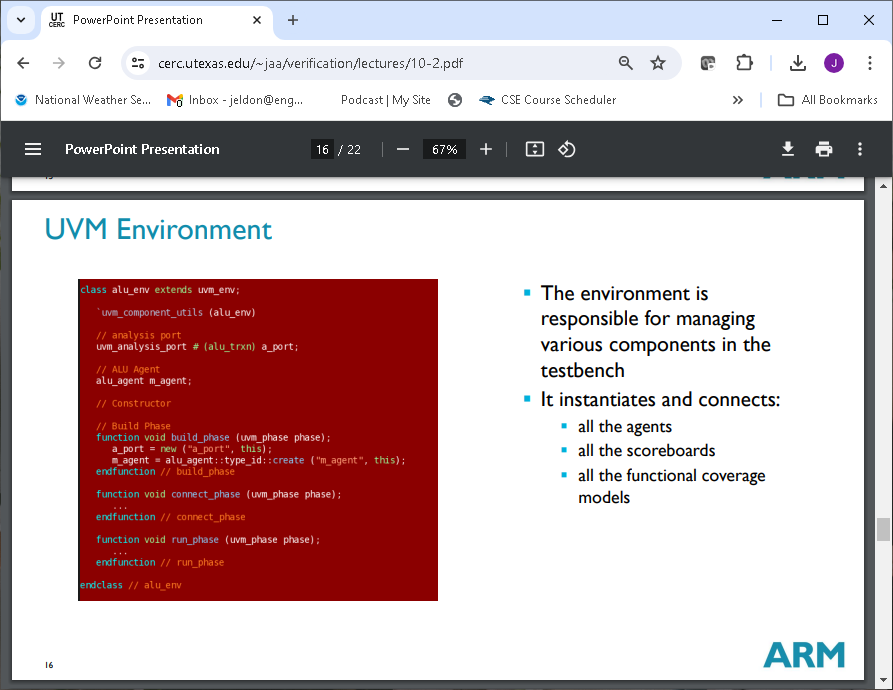 UT
CERC
PowerPoint Presentation
cerc.utexas.edu/~jaa/verification/lectures/10-2.pdf
J
National Weather Se...
Inbox - jeldon@eng...
Podcast | My Site
CSE Course Scheduler
»
All Bookmarks
PowerPoint Presentation
16 / 22
67%
UVM Environment
class alu_env extends uvm_env;
`uvm_component_utils (alu_env)
// analysis port
uvm_analysis_port # (alu_trxn) a_port;
// ALU Agent
alu_agent m_agent;
// Constructor
// Build Phase
function void build_phase (uvm_phase phase);
a_port = new ("a_port", this);
m_agent = alu_agent::type_id::create ("m_agent", this);
endfunction // build_phase
function void connect_phase (uvm_phase phase);
...
endfunction // connect_phase
function void run_phase (uvm_phase phase);
...
endfunction // run_phase
endclass // alu_env
The environment is
responsible for managing
various components in the
testbench
It instantiates and connects:
all the agents
all the scoreboards
all the functional coverage
models
16
ARM